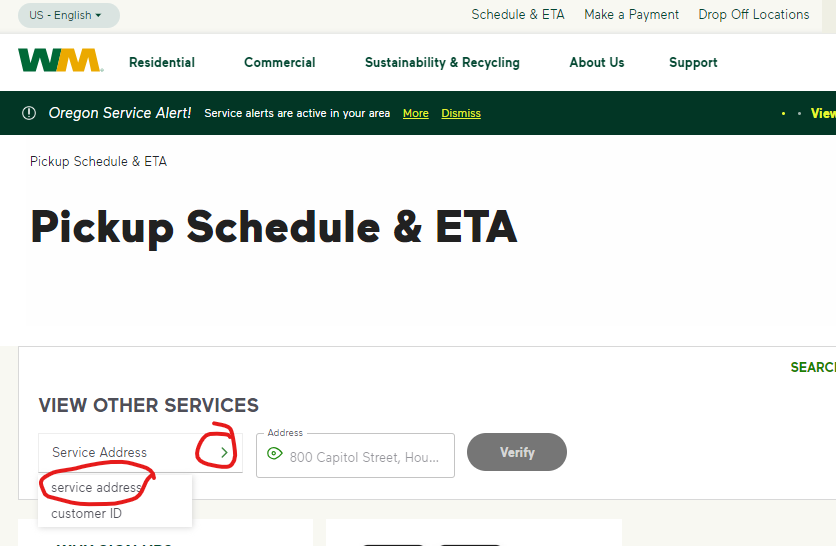 US - English
Schedule & ETA Make a Payment Drop Off Locations
WM Residential Commercial Sustainability & Recycling About Us Support
Oregon Service Alert! Service alerts are active in your area More Dismiss
Pickup Schedule & ETA
Pickup Schedule & ETA
VIEW OTHER SERVICES
Address
Service Address 800 Capitol Street, Hou... Verify
service address
customer ID